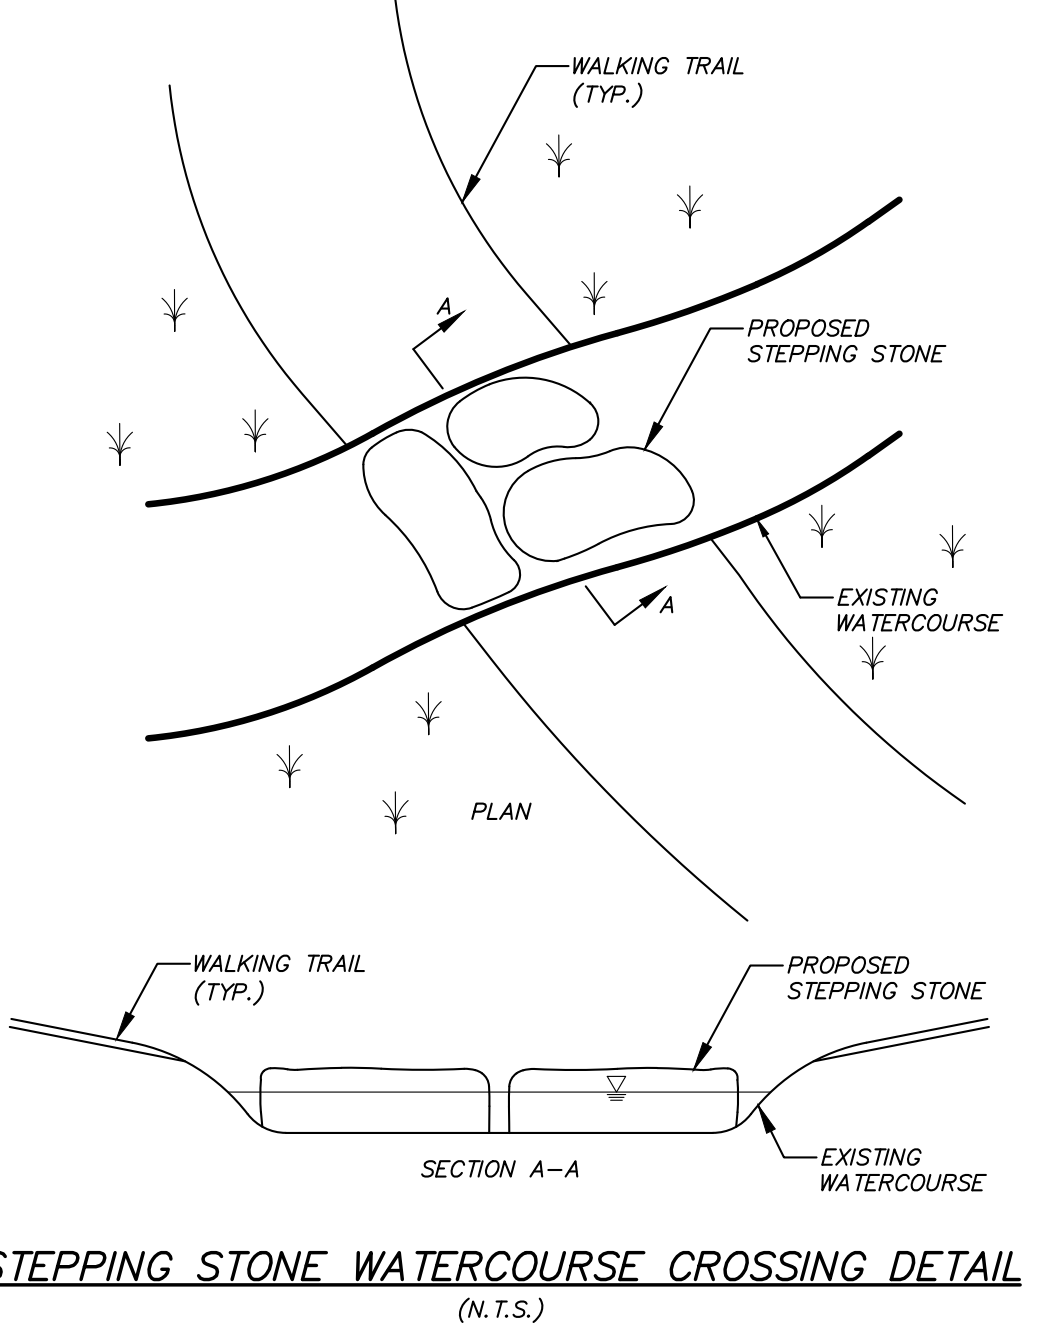 WALKING TRAIL
(TYP.)
A
PROPOSED
STEPPING STONE
EXISTING
WATERCOURSE
A
PLAN
WALKING TRAIL
(TYP.)
PROPOSED
STEPPING STONE
SECTION A-A
EXISTING
WATERCOURSE
STEPPING STONE WATERCOURSE CROSSING DETAIL
(N.T.S.)